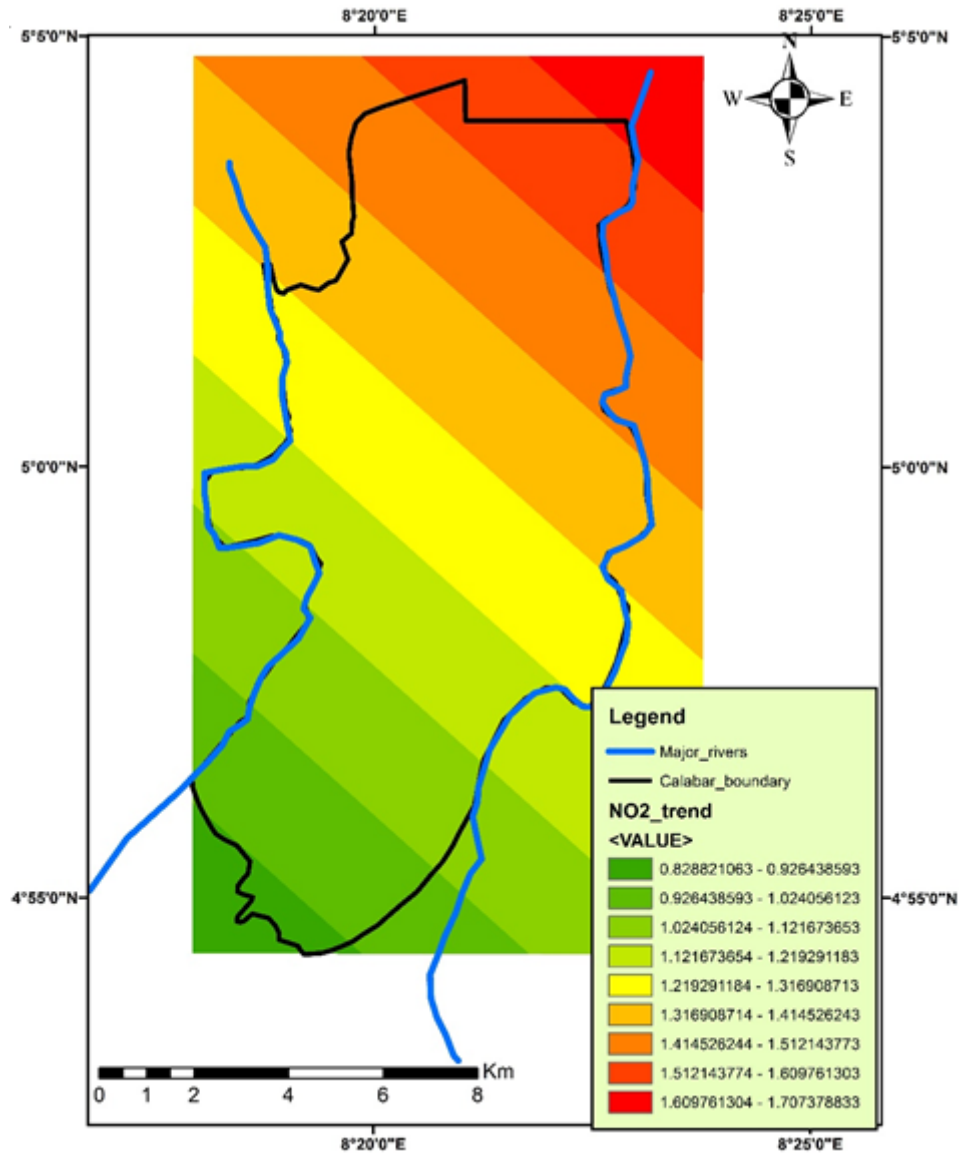 8°20'0"E 8°25'0"E
5°5'0"N 5°5'0"N
N
W E
S
5°0'0"N 5°0'0"N
Legend
Major_rivers
Calabar_boundary
NO2_trend
<VALUE>
0.828821063 - 0.926438593
4°55'0"N 4°55'0"N
0.926438593 - 1.024056123
1.024056124 - 1.121673653
1.121673654 - 1.219291183
1.219291184 - 1.316908713
1.316908714 - 1.414526243
1.414526244 - 1.512143773
1.512143774 - 1.609761303
1.609761304 - 1.707378833
Km
0 1 2 4 6 8
8°20'0"E 8°25'0"E